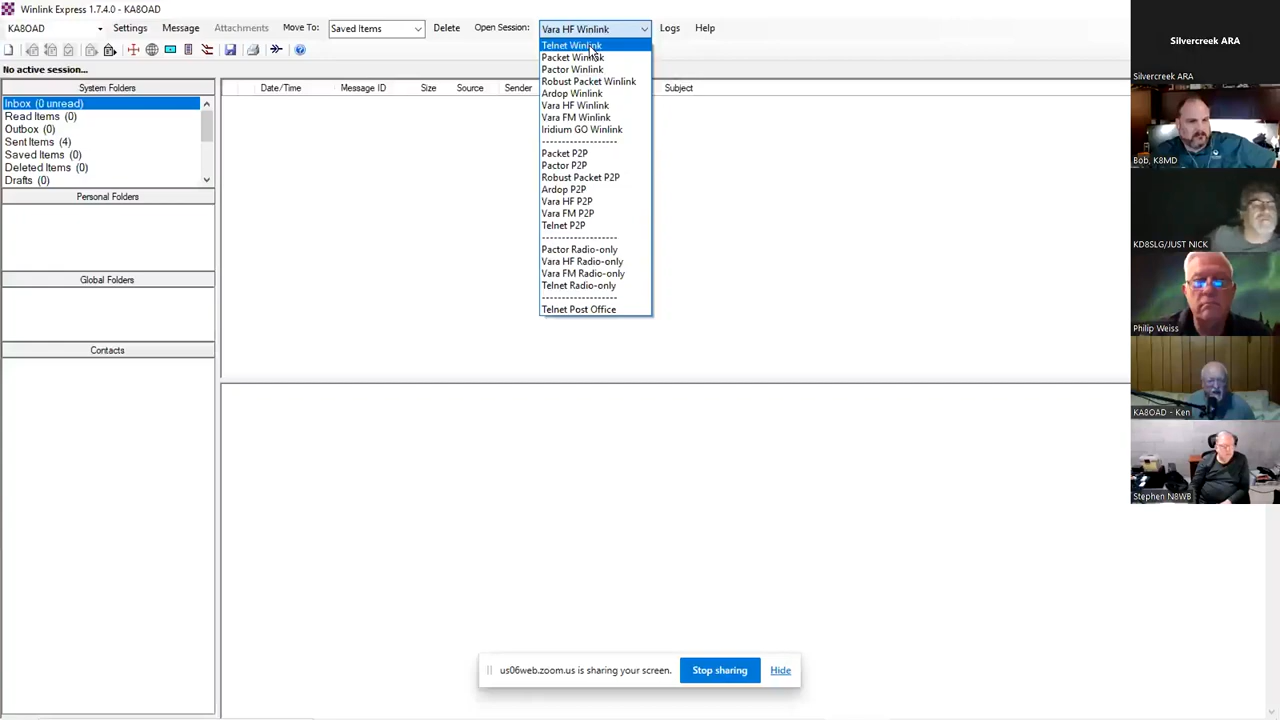 Winlink Express 1.7.4.0 - KA8OAD
KA8OAD Settings Message Attachments Move To: Saved Items Delete Open Session: Vara HF Winlink Logs Help
No active session...
System Folders
Inbox (0 unread)
Read Items (0)
Outbox (0)
Sent Items (4)
Saved Items (0)
Deleted Items (0)
Drafts (0)
Personal Folders
Global Folders
Contacts
Date/Time Message ID Size Source Sender Subject
Telnet Winlink
Packet Winlink
Pactor Winlink
Robust Packet Winlink
Ardop Winlink
Vara HF Winlink
Vara FM Winlink
Iridium GO Winlink
-------------------
Packet P2P
Pactor P2P
Robust Packet P2P
Ardop P2P
Vara HF P2P
Vara FM P2P
Telnet P2P
-------------------
Pactor Radio-only
Vara HF Radio-only
Vara FM Radio-only
Telnet Radio-only
-------------------
Telnet Post Office
us06web.zoom.us is sharing your screen. Stop sharing Hide
Silvercreek ARA
Silvercreek ARA
Bob, K8MD
KD8SLG/JUST NICK
Philip Weiss
KA8OAD - Ken
Stephen N8WB